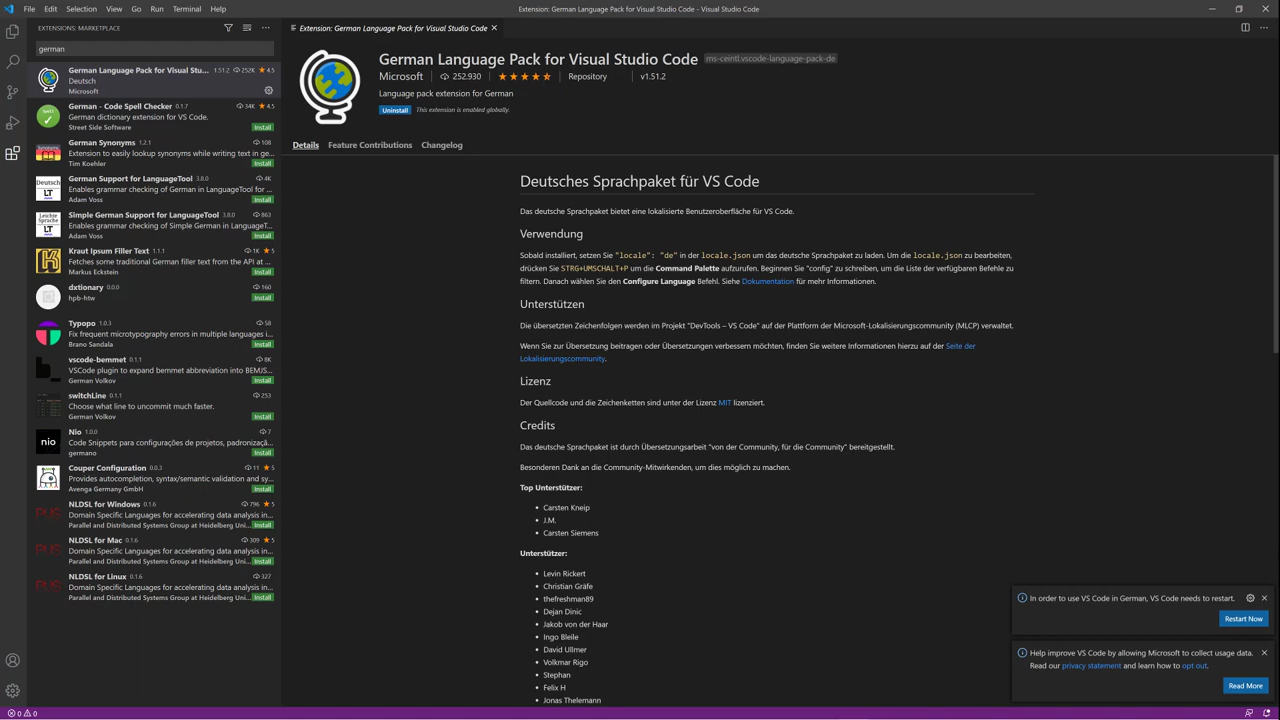 File Edit Selection View Go Run Terminal Help
Extension: German Language Pack for Visual Studio Code - Visual Studio Code
EXTENSIONS: MARKETPLACE
german
German Language Pack for Visual Stu... 1.51.2 252K 4.5
Deutsch
Microsoft
German - Code Spell Checker 0.1.7 34K 4.5
German dictionary extension for VS Code.
Street Side Software Install
German Synonyms 1.2.1 108
Extension to easily lookup synonyms while writing text in ge...
Tim Koehler Install
German Support for LanguageTool 3.8.0 4K
Enables grammar checking of German in LanguageTool for ...
Adam Voss Install
Simple German Support for LanguageTool 3.8.0 863
Enables grammar checking of Simple German in LanguageT...
Adam Voss Install
Kraut Ipsum Filler Text 1.1.1 1K 5
Fetches some traditional German filler text from the API at ...
Markus Eckstein Install
dxtionary 0.0.0 160
hpb-htw Install
Typopo 1.0.3 58
Fix frequent microtypography errors in multiple languages i...
Brano Sandala Install
vscode-bemmet 0.1.1 8K
VSCode plugin to expand bemmet abbreviation into BEMJS...
German Volkov Install
switchLine 0.1.1 253
Choose what line to uncommit much faster.
German Volkov Install
Nio 1.0.0 7
Code Snippets para configurações de projetos, padronizaçã...
germano Install
Couper Configuration 0.0.3 11 5
Provides autocompletion, syntax/semantic validation and sy...
Avenga Germany GmbH Install
NLDSL for Windows 0.1.6 796 5
Domain Specific Languages for accelerating data analysis in...
Parallel and Distributed Systems Group at Heidelberg Uni... Install
NLDSL for Mac 0.1.6 309 5
Domain Specific Languages for accelerating data analysis in...
Parallel and Distributed Systems Group at Heidelberg Uni... Install
NLDSL for Linux 0.1.6 327
Domain Specific Languages for accelerating data analysis in...
Parallel and Distributed Systems Group at Heidelberg Uni... Install
Extension: German Language Pack for Visual Studio Code
German Language Pack for Visual Studio Code ms-ceintl.vscode-language-pack-de
Microsoft 252.930 Repository v1.51.2
Language pack extension for German
Uninstall This extension is enabled globally.
Details Feature Contributions Changelog
Deutsches Sprachpaket für VS Code
Das deutsche Sprachpaket bietet eine lokalisierte Benutzeroberfläche für VS Code.
Verwendung
Sobald installiert, setzen Sie "locale": "de" in der locale.json um das deutsche Sprachpaket zu laden. Um die locale.json zu bearbeiten,
drücken Sie STRG+UMSCHALT+P um die Command Palette aufzurufen. Beginnen Sie "config" zu schreiben, um die Liste der verfügbaren Befehle zu
filtern. Danach wählen Sie den Configure Language Befehl. Siehe Dokumentation für mehr Informationen.
Unterstützen
Die übersetzten Zeichenfolgen werden im Projekt "DevTools – VS Code" auf der Plattform der Microsoft-Lokalisierungscommunity (MLCP) verwaltet.
Wenn Sie zur Übersetzung beitragen oder Übersetzungen verbessern möchten, finden Sie weitere Informationen hierzu auf der Seite der
Lokalisierungscommunity.
Lizenz
Der Quellcode und die Zeichenketten sind unter der Lizenz MIT lizenziert.
Credits
Das deutsche Sprachpaket ist durch Übersetzungsarbeit "von der Community, für die Community" bereitgestellt.
Besonderen Dank an die Community-Mitwirkenden, um dies möglich zu machen.
Top Unterstützer:
Carsten Kneip
J.M.
Carsten Siemens
Unterstützer:
Levin Rickert
Christian Gräfe
thefreshman89
Dejan Dinic
Jakob von der Haar
Ingo Bleile
David Ullmer
Volkmar Rigo
Stephan
Felix H
Jonas Thelemann
In order to use VS Code in German, VS Code needs to restart.
Restart Now
Help improve VS Code by allowing Microsoft to collect usage data.
Read our privacy statement and learn how to opt out.
Read More
0 0